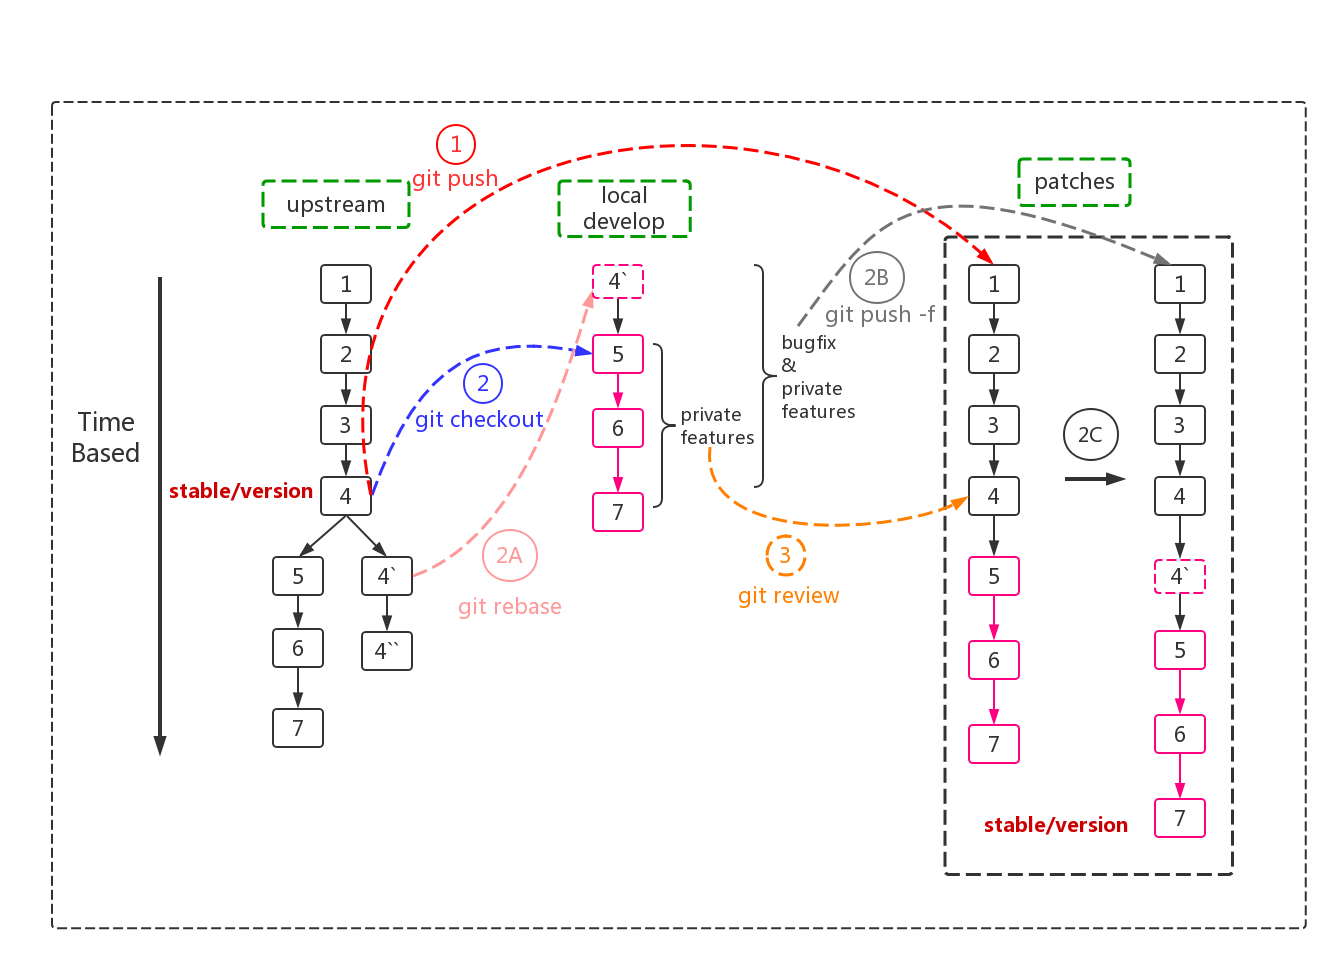 1
git push
upstream
local
develop
patches
Time
Based
stable/version
1
2
3
4
5
6
7
4`
4``
2
git checkout
2A
git rebase
4`
5
6
7
private
features
bugfix
&
private
features
2B
git push -f
3
git review
1
2
3
4
5
6
7
2C
1
2
3
4
4`
5
6
7
stable/version